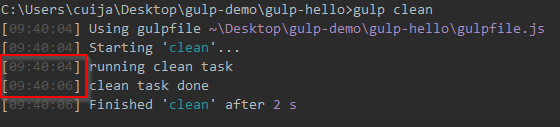 C:\Users\cuija\Desktop\gulp-demo\gulp-hello>gulp clean
[09:40:04] Using gulpfile ~\Desktop\gulp-demo\gulp-hello\gulpfile.js
[09:40:04] Starting 'clean'...
[09:40:04] running clean task
[09:40:06] clean task done
[09:40:06] Finished 'clean' after 2 s